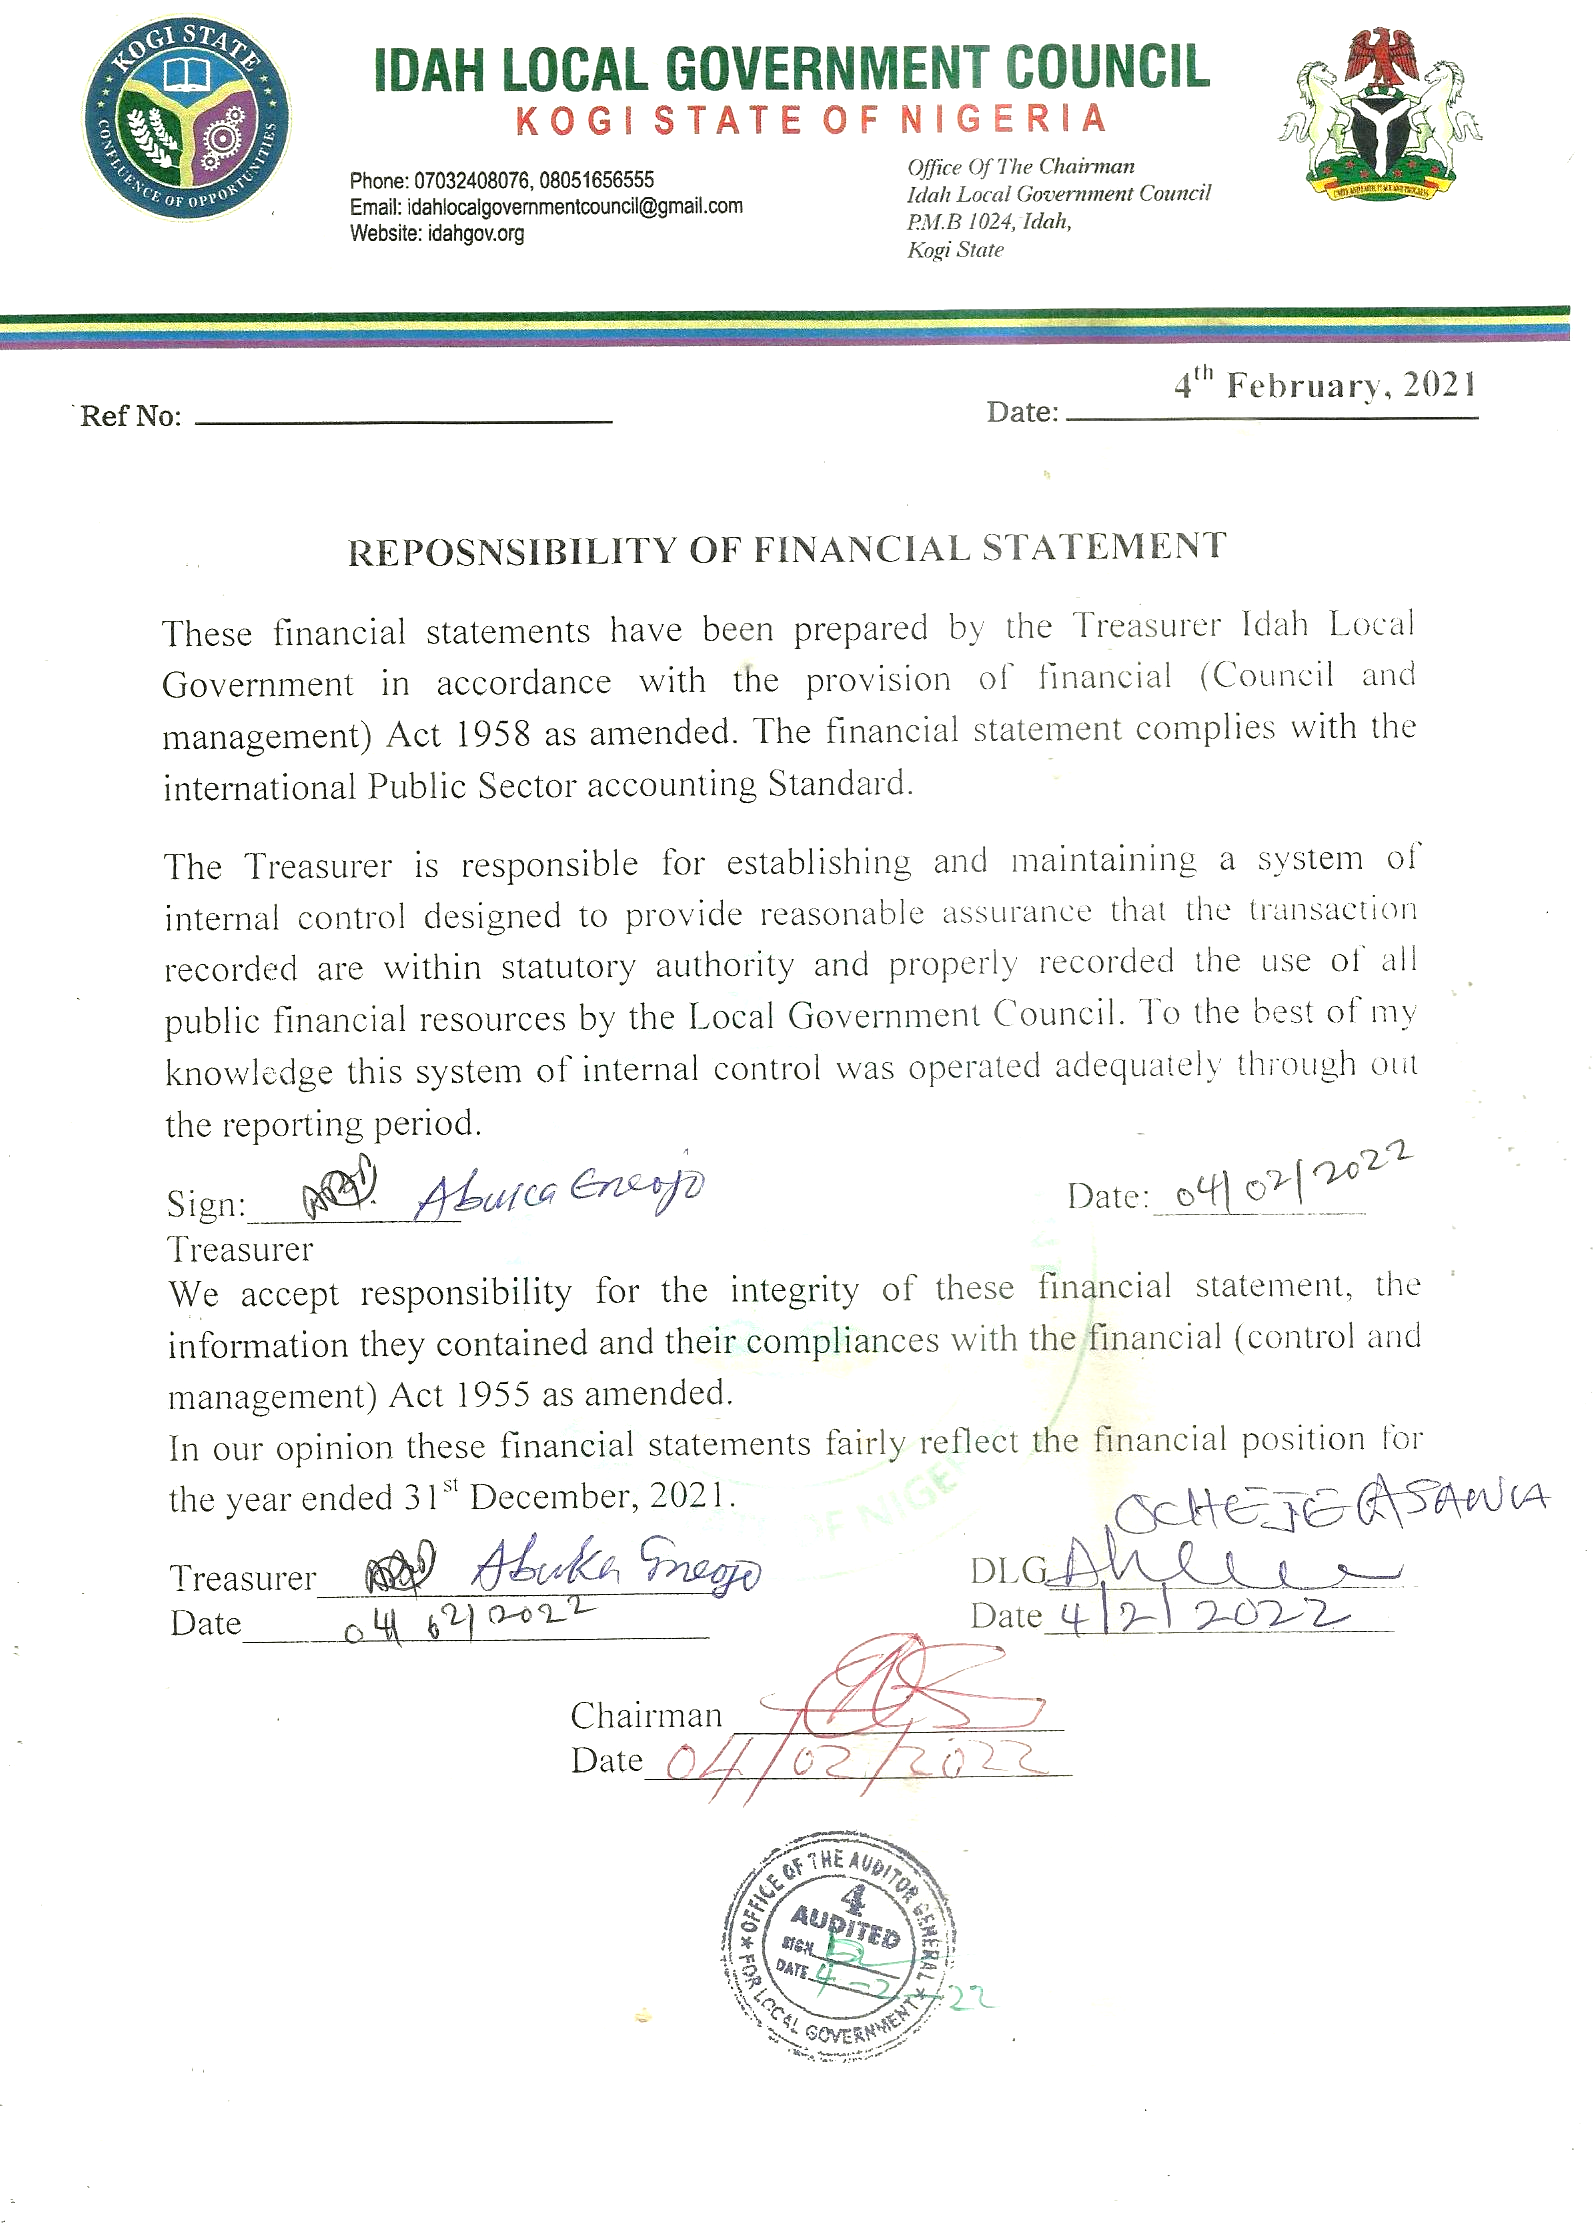 KOGI STATE
CONFLUENCE OF OPPORTUNITIES
IDAH LOCAL GOVERNMENT COUNCIL
KOGI STATE OF NIGERIA
Phone: 07032408076, 08051656555
Email: idahlocalgovernmentcouncil@gmail.com
Website: idahgov.org
Office Of The Chairman
Idah Local Government Council
P.M.B 1024, Idah,
Kogi State
Ref No:
Date: 4th February, 2021
REPOSNSIBILITY OF FINANCIAL STATEMENT
These financial statements have been prepared by the Treasurer Idah Local
Government in accordance with the provision of financial (Council and
management) Act 1958 as amended. The financial statement complies with the
international Public Sector accounting Standard.
The Treasurer is responsible for establishing and maintaining a system of
internal control designed to provide reasonable assurance that the transaction
recorded are within statutory authority and properly recorded the use of all
public financial resources by the Local Government Council. To the best of my
knowledge this system of internal control was operated adequately through out
the reporting period.
Sign: Abuka Eneojo Date: 04/02/2022
Treasurer
We accept responsibility for the integrity of these financial statement, the
information they contained and their compliances with the financial (control and
management) Act 1955 as amended.
In our opinion these financial statements fairly reflect the financial position for
the year ended 31st December, 2021.
OCHEJE
Treasurer Abuka Eneojo DLG
Date 04/02/2022 Date 4/2/2022
Chairman
Date 04/02/2022
OFFICE OF THE AUDITOR GENERAL
4
AUDITED
SIGN
DATE 4-2-22
FOR LOCAL GOVERNMENT